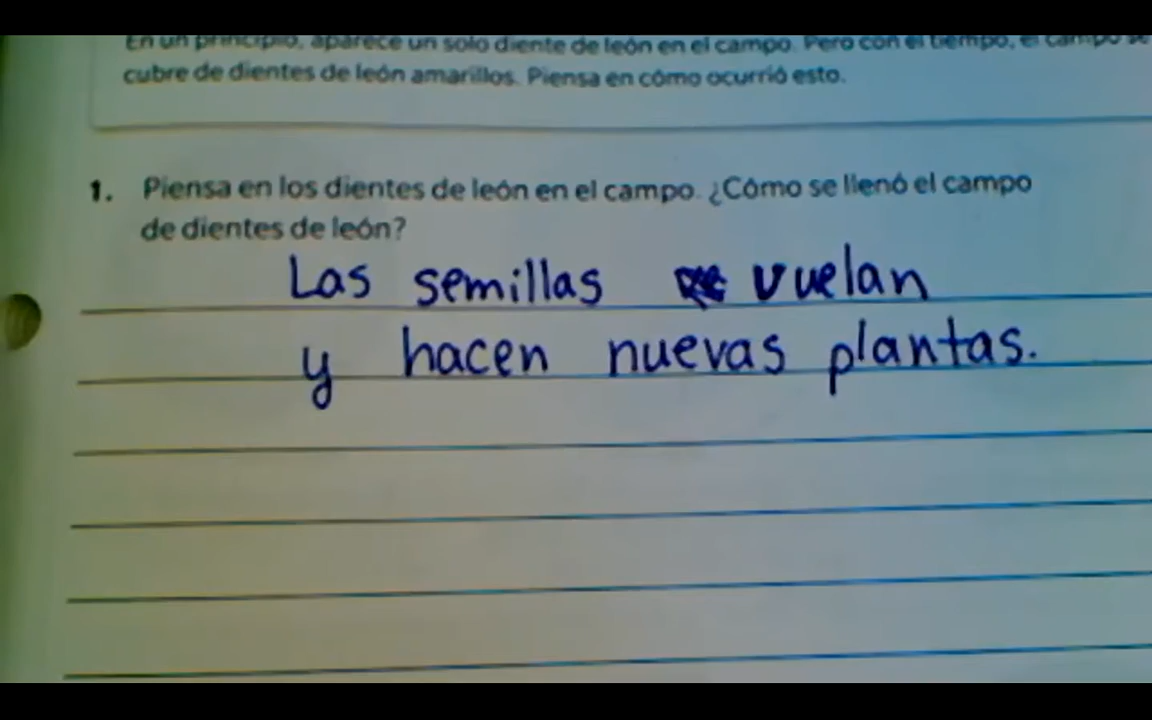 En un principio, aparece un solo diente de león en el campo. Pero con el tiempo, el campo se
cubre de dientes de león amarillos. Piensa en cómo ocurrió esto.
1. Piensa en los dientes de león en el campo. ¿Cómo se llenó el campo
de dientes de león?
Las semillas vuelan
y hacen nuevas plantas.